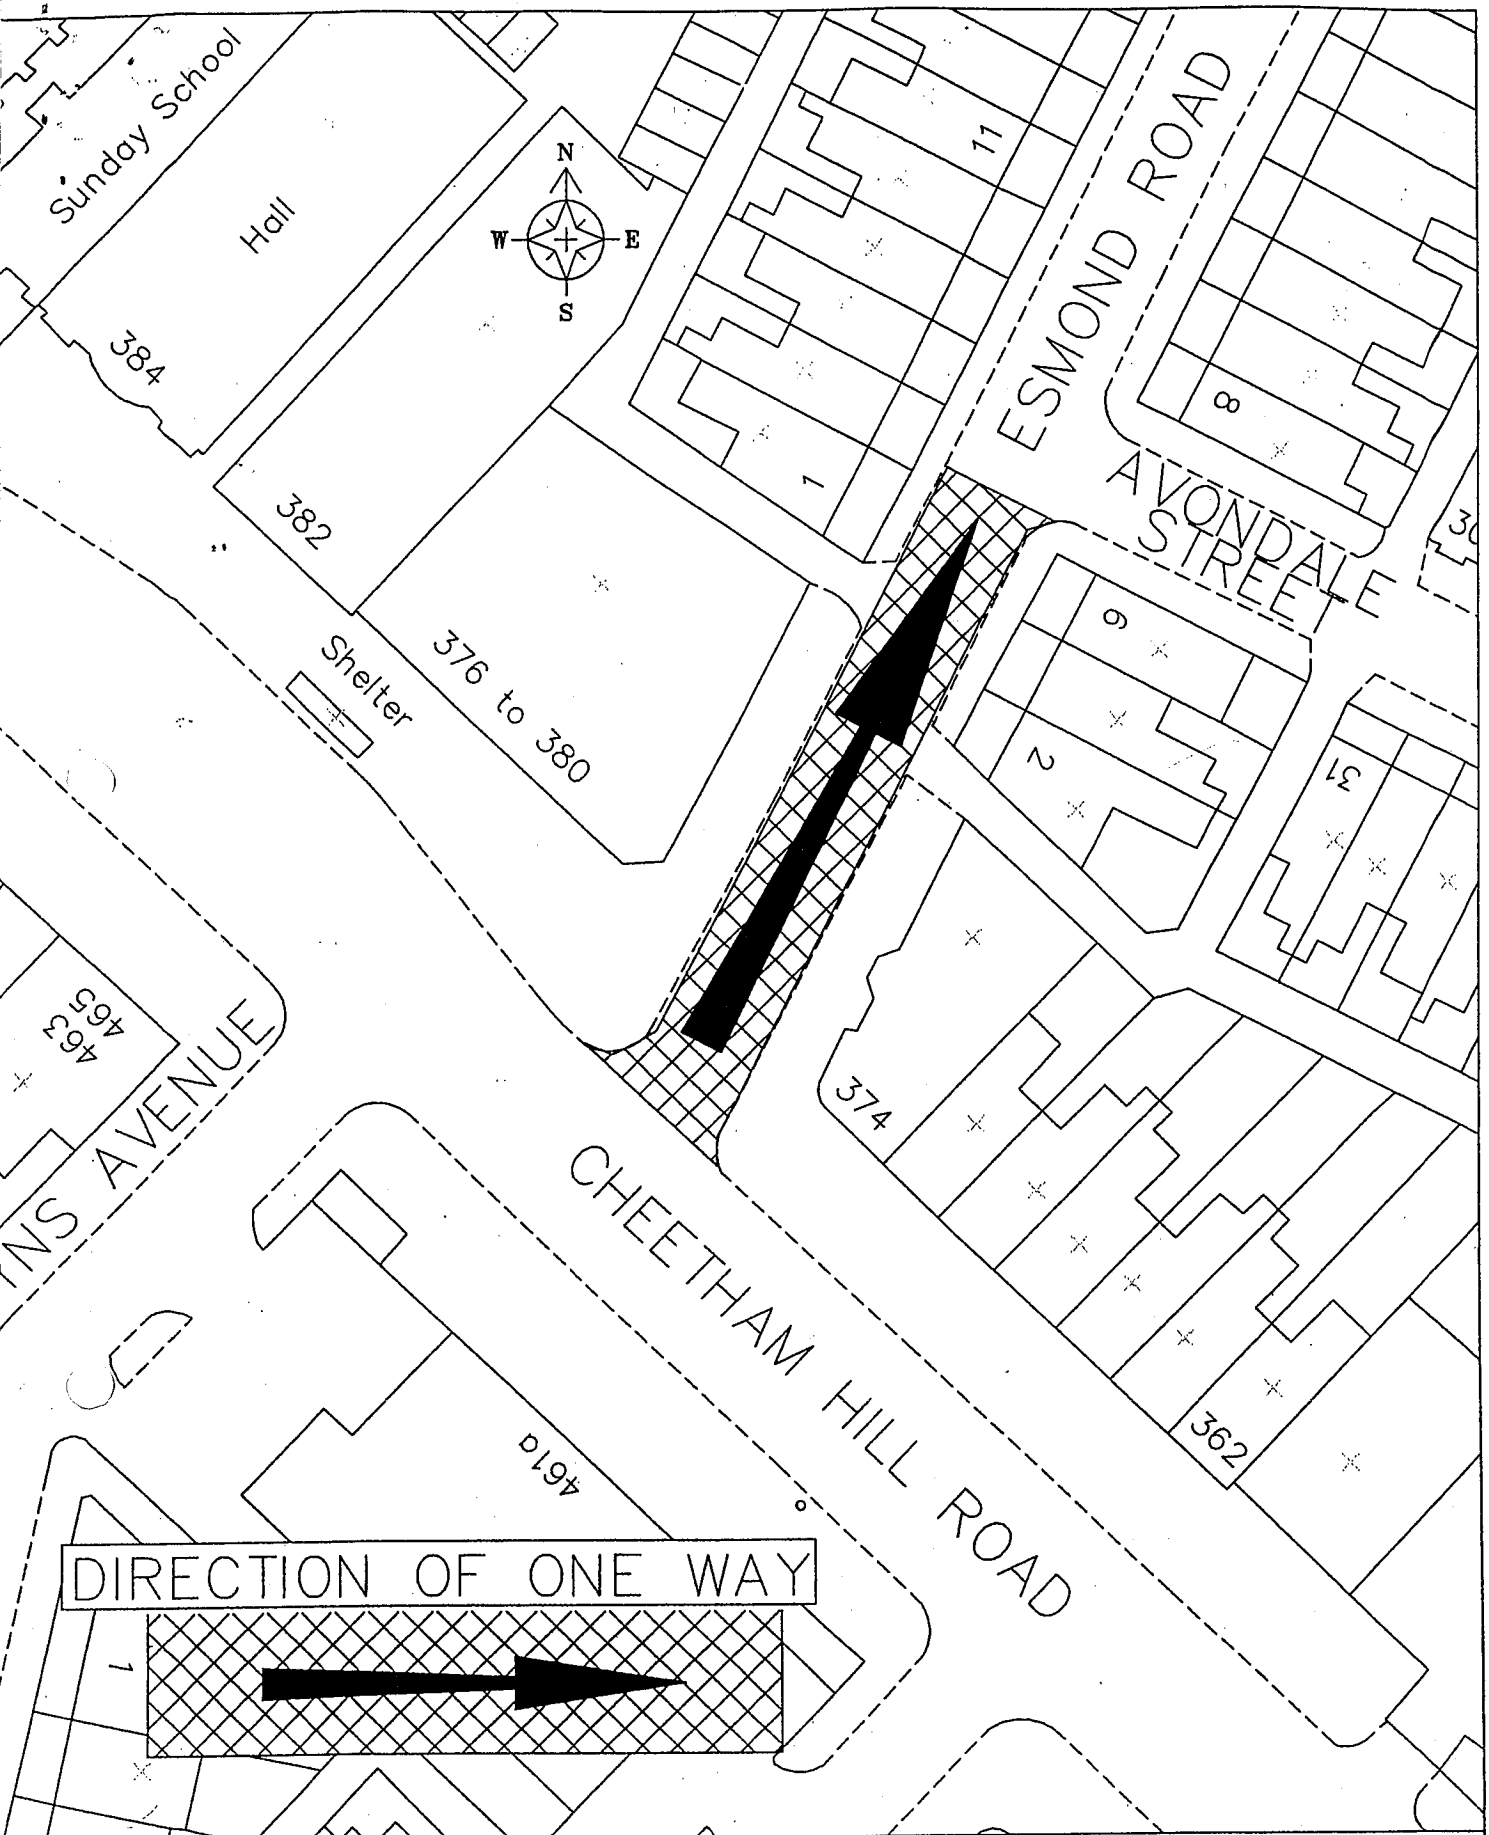 Sunday School
Hall
384
N
W
E
S
11
ESMOND ROAD
8
AVONDALE
STREET
382
1
Shelter
376 to 380
6
2
31
463
465
374
CHEETHAM HILL ROAD
362
461a
DIRECTION OF ONE WAY
1
AVENUE